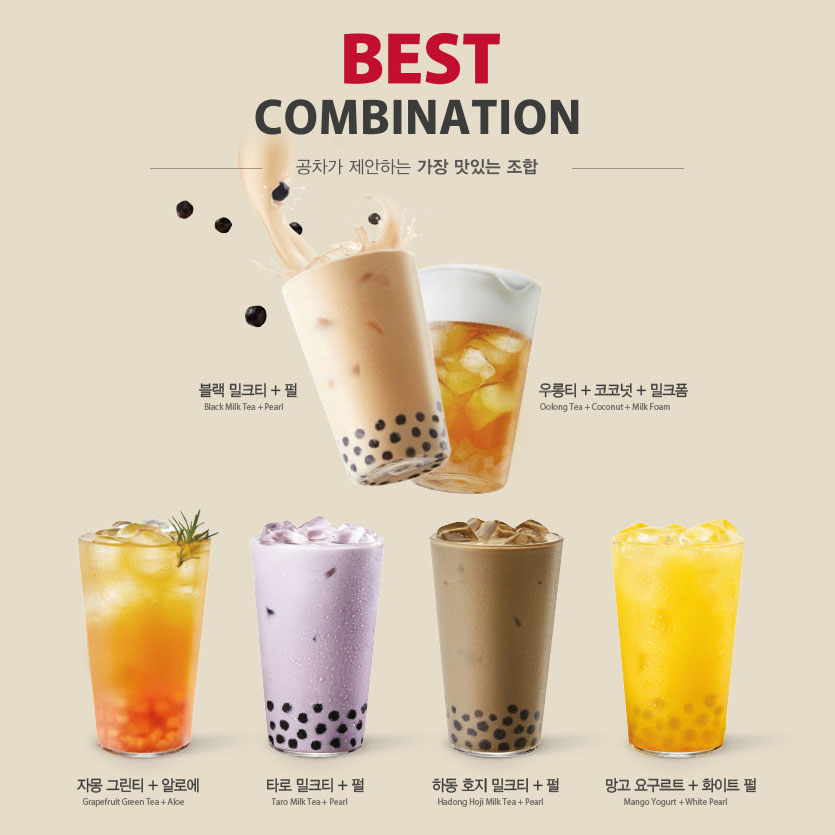 BEST
COMBINATION
공차가 제안하는 가장 맛있는 조합
블랙 밀크티 + 펄
Black Milk Tea + Pearl
우롱티 + 코코넛 + 밀크폼
Oolong Tea + Coconut + Milk Foam
자몽 그린티 + 알로에
Grapefruit Green Tea + Aloe
타로 밀크티 + 펄
Taro Milk Tea + Pearl
하동 호지 밀크티 + 펄
Hadong Hoji Milk Tea + Pearl
망고 요구르트 + 화이트 펄
Mango Yogurt + White Pearl